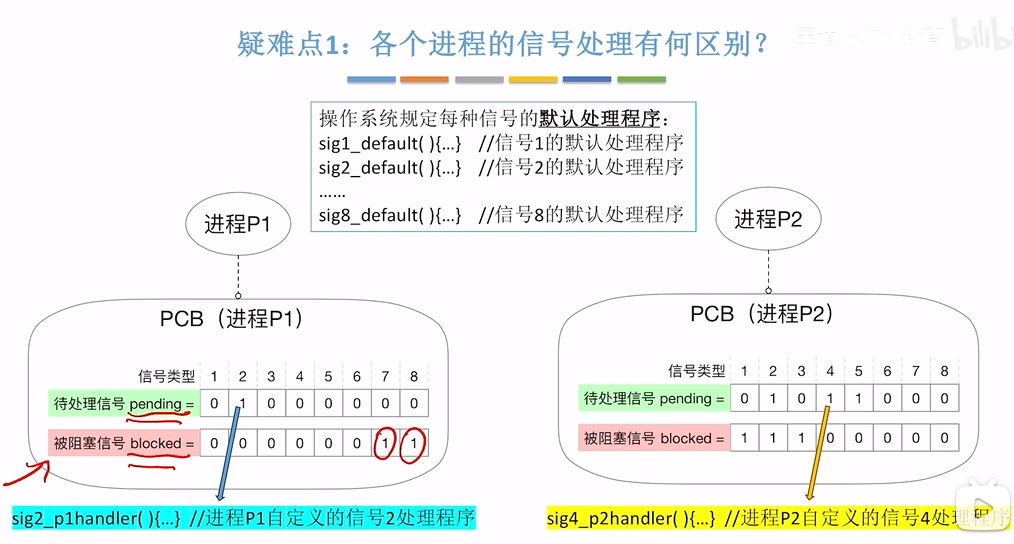 疑难点1：各个进程的信号处理有何区别？
bilibili
操作系统规定每种信号的默认处理程序：
sig1_default( ){…} //信号1的默认处理程序
sig2_default( ){…} //信号2的默认处理程序
……
sig8_default( ){…} //信号8的默认处理程序
进程P1
PCB（进程P1）
信号类型 1 2 3 4 5 6 7 8
待处理信号 pending = 0 1 0 0 0 0 0 0
被阻塞信号 blocked = 0 0 0 0 0 0 1 1
sig2_p1handler( ){…} //进程P1自定义的信号2处理程序
进程P2
PCB（进程P2）
信号类型 1 2 3 4 5 6 7 8
待处理信号 pending = 0 1 0 1 1 0 0 0
被阻塞信号 blocked = 1 1 1 0 0 0 0 0
sig4_p2handler( ){…} //进程P2自定义的信号4处理程序